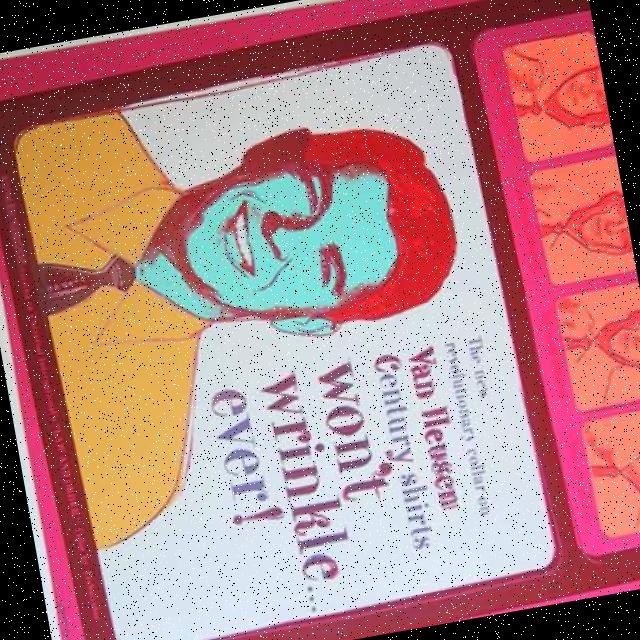 The new
revolutionary collar on
Van Heusen
Century shirts
won't
wrinkle...
ever!